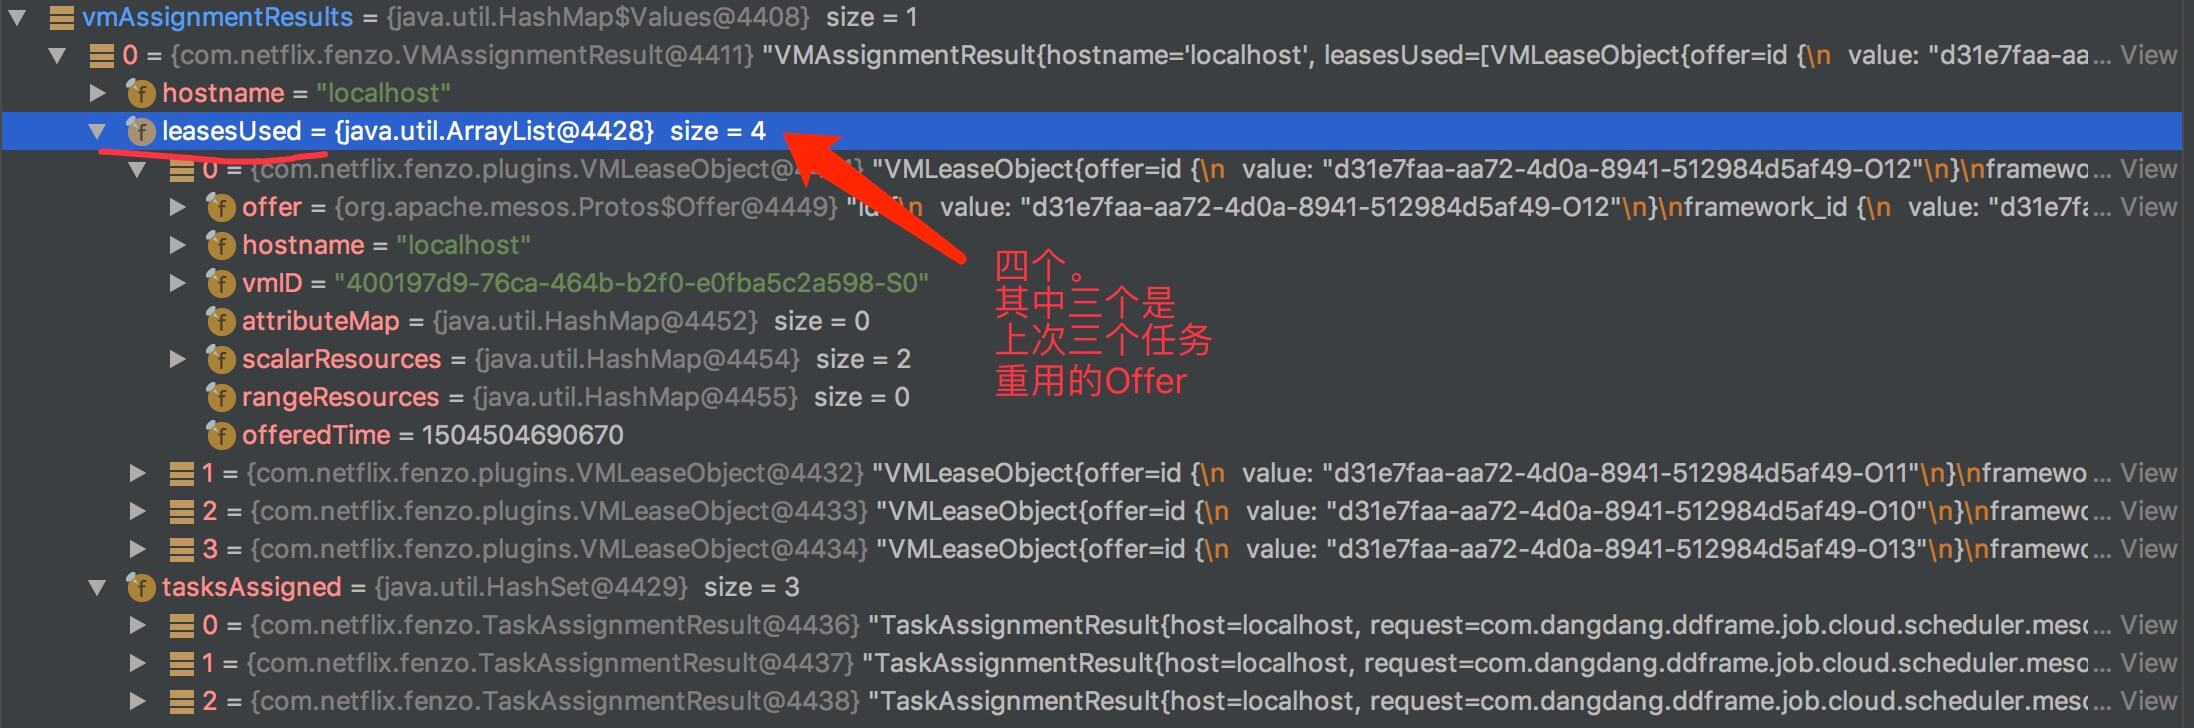 vmAssignmentResults = {java.util.HashMap$Values@4408} size = 1
0 = {com.netflix.fenzo.VMAssignmentResult@4411} "VMAssignmentResult{hostname='localhost', leasesUsed=[VMLeaseObject{offer=id {\n value: "d31e7faa-aa... View
f hostname = "localhost"
f leasesUsed = {java.util.ArrayList@4428} size = 4
0 = {com.netflix.fenzo.plugins.VMLeaseObject@4 1} "VMLeaseObject{offer=id {\n value: "d31e7faa-aa72-4d0a-8941-512984d5af49-O12"\n}\nframewo... View
f offer = {org.apache.mesos.Protos$Offer@4449} "id {\n value: "d31e7faa-aa72-4d0a-8941-512984d5af49-O12"\n}\nframework_id {\n value: "d31e7fa... View
f hostname = "localhost"
f vmID = "400197d9-76ca-464b-b2f0-e0fba5c2a598-S0"
f attributeMap = {java.util.HashMap@4452} size = 0
f scalarResources = {java.util.HashMap@4454} size = 2
f rangeResources = {java.util.HashMap@4455} size = 0
f offeredTime = 1504504690670
四个。
其中三个是
上次三个任务
重用的Offer
1 = {com.netflix.fenzo.plugins.VMLeaseObject@4432} "VMLeaseObject{offer=id {\n value: "d31e7faa-aa72-4d0a-8941-512984d5af49-O11"\n}\nframewo... View
2 = {com.netflix.fenzo.plugins.VMLeaseObject@4433} "VMLeaseObject{offer=id {\n value: "d31e7faa-aa72-4d0a-8941-512984d5af49-O10"\n}\nframewc... View
3 = {com.netflix.fenzo.plugins.VMLeaseObject@4434} "VMLeaseObject{offer=id {\n value: "d31e7faa-aa72-4d0a-8941-512984d5af49-O13"\n}\nframewc... View
f tasksAssigned = {java.util.HashSet@4429} size = 3
0 = {com.netflix.fenzo.TaskAssignmentResult@4436} "TaskAssignmentResult{host=localhost, request=com.dangdang.ddframe.job.cloud.scheduler.mesc... View
1 = {com.netflix.fenzo.TaskAssignmentResult@4437} "TaskAssignmentResult{host=localhost, request=com.dangdang.ddframe.job.cloud.scheduler.mesc... View
2 = {com.netflix.fenzo.TaskAssignmentResult@4438} "TaskAssignmentResult{host=localhost, request=com.dangdang.ddframe.job.cloud.scheduler.mesc... View